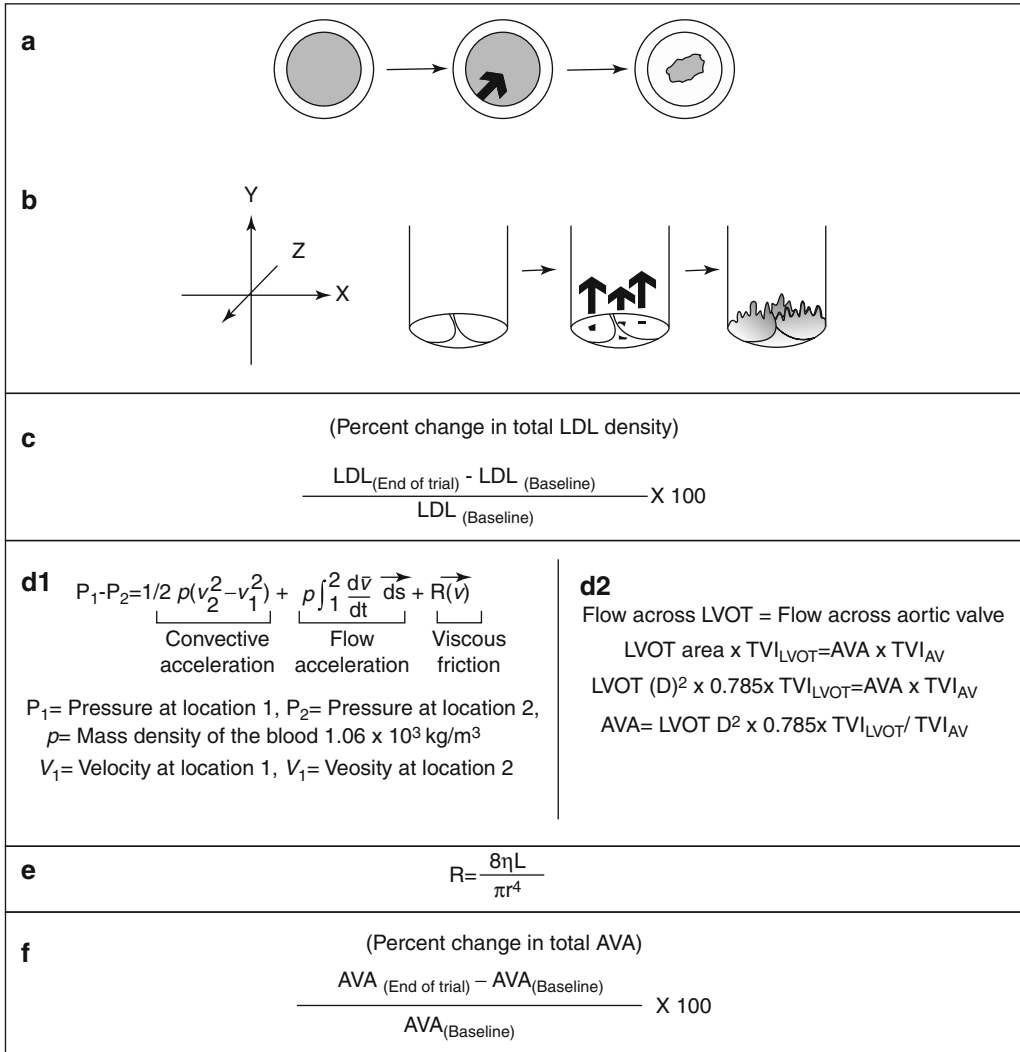 a
b
Y
Z
X
c
(Percent change in total LDL density)
LDL(End of trial) - LDL (Baseline)
LDL (Baseline)
X 100
d1
P1-P2=1/2 p(v2²–v1²)+ p∫1² dv̄/dt ds + R(v)
Convective acceleration
Flow acceleration
Viscous friction
P1= Pressure at location 1, P2= Pressure at location 2,
p= Mass density of the blood 1.06 x 10³ kg/m³
V1= Velocity at location 1, V1= Veosity at location 2
d2
Flow across LVOT = Flow across aortic valve
LVOT area x TVILVOT=AVA x TVIAV
LVOT (D)² x 0.785x TVILVOT=AVA x TVIAV
AVA= LVOT D² x 0.785x TVILVOT/ TVIAV
e
R= 8ηL
πr⁴
f
(Percent change in total AVA)
AVA (End of trial) – AVA(Baseline)
AVA(Baseline)
X 100